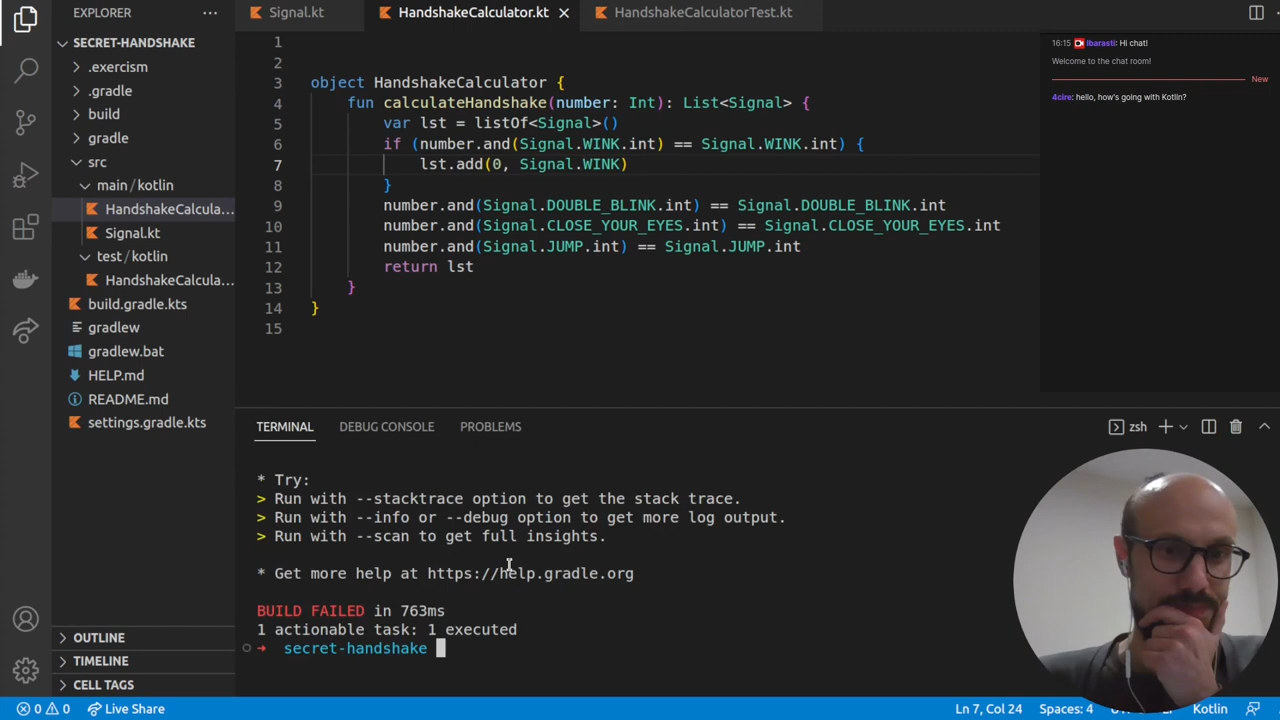 EXPLORER
SECRET-HANDSHAKE
.exercism
.gradle
build
gradle
src
main / kotlin
HandshakeCalcula...
Signal.kt
test / kotlin
HandshakeCalcula...
build.gradle.kts
gradlew
gradlew.bat
HELP.md
README.md
settings.gradle.kts
OUTLINE
TIMELINE
CELL TAGS
Signal.kt
HandshakeCalculator.kt
HandshakeCalculatorTest.kt
1
2
3 object HandshakeCalculator {
4 fun calculateHandshake(number: Int): List<Signal> {
5 var lst = listOf<Signal>()
6 if (number.and(Signal.WINK.int) == Signal.WINK.int) {
7 lst.add(0, Signal.WINK)
8 }
9 number.and(Signal.DOUBLE_BLINK.int) == Signal.DOUBLE_BLINK.int
10 number.and(Signal.CLOSE_YOUR_EYES.int) == Signal.CLOSE_YOUR_EYES.int
11 number.and(Signal.JUMP.int) == Signal.JUMP.int
12 return lst
13 }
14 }
15
16:15 lbarasti: Hi chat!
Welcome to the chat room!
New
4cire: hello, how's going with Kotlin?
TERMINAL
DEBUG CONSOLE
PROBLEMS
zsh
* Try:
> Run with --stacktrace option to get the stack trace.
> Run with --info or --debug option to get more log output.
> Run with --scan to get full insights.
* Get more help at https://help.gradle.org
BUILD FAILED in 763ms
1 actionable task: 1 executed
➜ secret-handshake
0 0
Live Share
Ln 7, Col 24
Spaces: 4
Kotlin